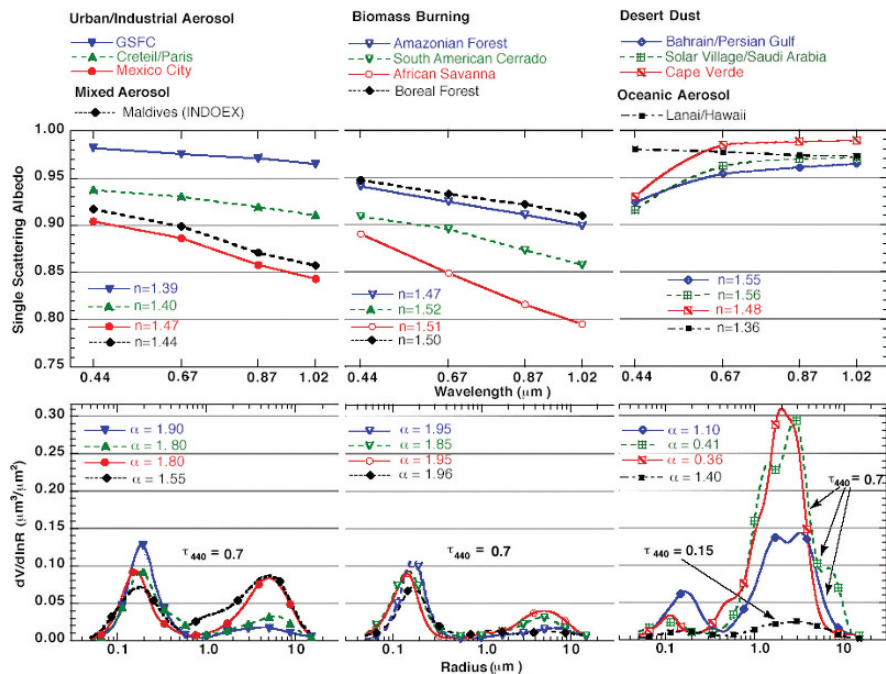 Urban/Industrial Aerosol
GSFC
Creteil/Paris
Mexico City
Mixed Aerosol
Maldives (INDOEX)
Biomass Burning
Amazonian Forest
South American Cerrado
African Savanna
Boreal Forest
Desert Dust
Bahrain/Persian Gulf
Solar Village/Saudi Arabia
Cape Verde
Oceanic Aerosol
Lanai/Hawaii
Single Scattering Albedo
1.00
0.95
0.90
0.85
0.80
0.75
n=1.39
n=1.40
n=1.47
n=1.44
n=1.47
n=1.52
n=1.51
n=1.50
n=1.55
n=1.56
n=1.48
n=1.36
0.44 0.67 0.87 1.02
0.44 0.67 0.87 1.02
0.44 0.67 0.87 1.02
Wavelength (μm)
dV/dlnR (μm³/μm²)
0.30
0.25
0.20
0.15
0.10
0.05
0.00
α = 1.90
α = 1. 80
α = 1.80
α = 1.55
τ440 = 0.7
α = 1.95
α = 1.85
α = 1.95
α = 1.96
τ440 = 0.7
α = 1.10
α = 0.41
α = 0.36
α = 1.40
τ440 = 0.7
τ440 = 0.15
0.1 1.0 10
0.1 1.0 10
0.1 1.0 10
Radius (μm)